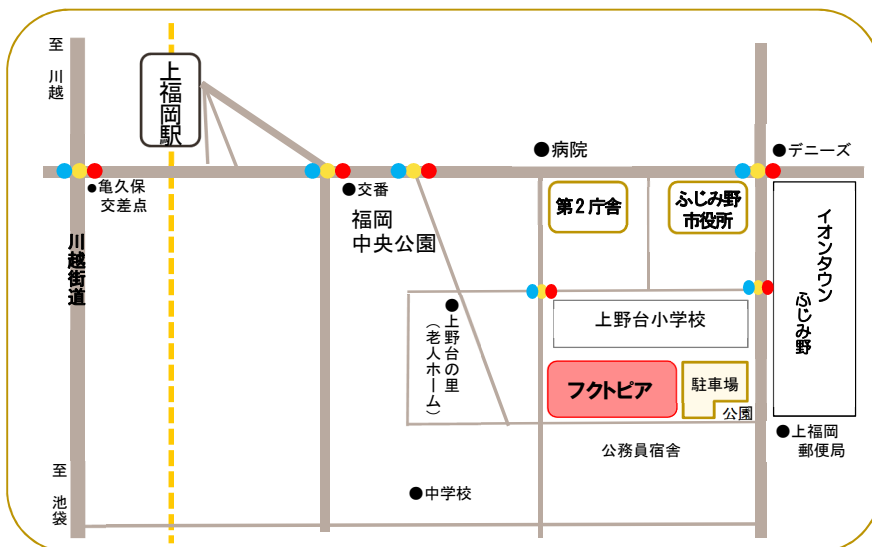 至 川越
上福岡駅
●病院
●デニーズ
●亀久保
交差点
●交番
福岡
中央公園
第2庁舎
ふじみ野
市役所
イオンタウン
ふじみ野
川越街道
上野台小学校
●上野台の里
(老人ホーム)
フクトピア
駐車場
公園
●上福岡
郵便局
公務員宿舎
至 池袋
●中学校